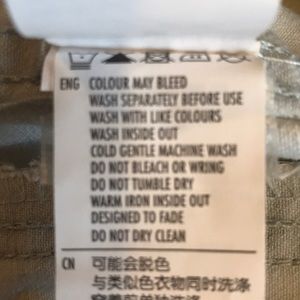 ENG COLOUR MAY BLEED
WASH SEPARATELY BEFORE USE
WASH WITH LIKE COLOURS
WASH INSIDE OUT
COLD GENTLE MACHINE WASH
DO NOT BLEACH OR WRING
DO NOT TUMBLE DRY
WARM IRON INSIDE OUT
DESIGNED TO FADE
DO NOT DRY CLEAN
CN 可能会脱色
与类似色衣物同时洗涤